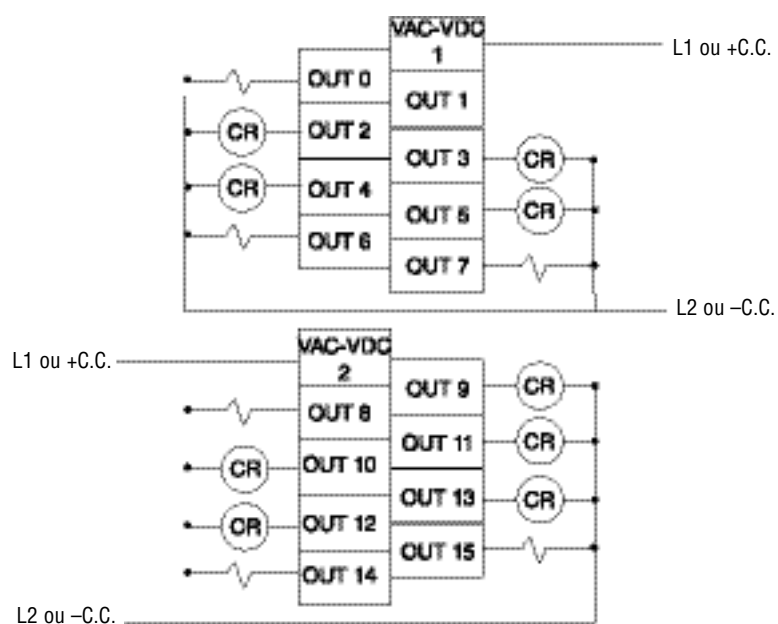 VAC-VDC
1
L1 ou +C.C.
OUT 0
OUT 1
CR
OUT 2
OUT 3
CR
CR
OUT 4
OUT 5
CR
OUT 6
OUT 7
L2 ou –C.C.
L1 ou +C.C.
VAC-VDC
2
OUT 9
CR
OUT 8
OUT 11
CR
CR
OUT 10
OUT 13
CR
CR
OUT 12
OUT 15
OUT 14
L2 ou –C.C.